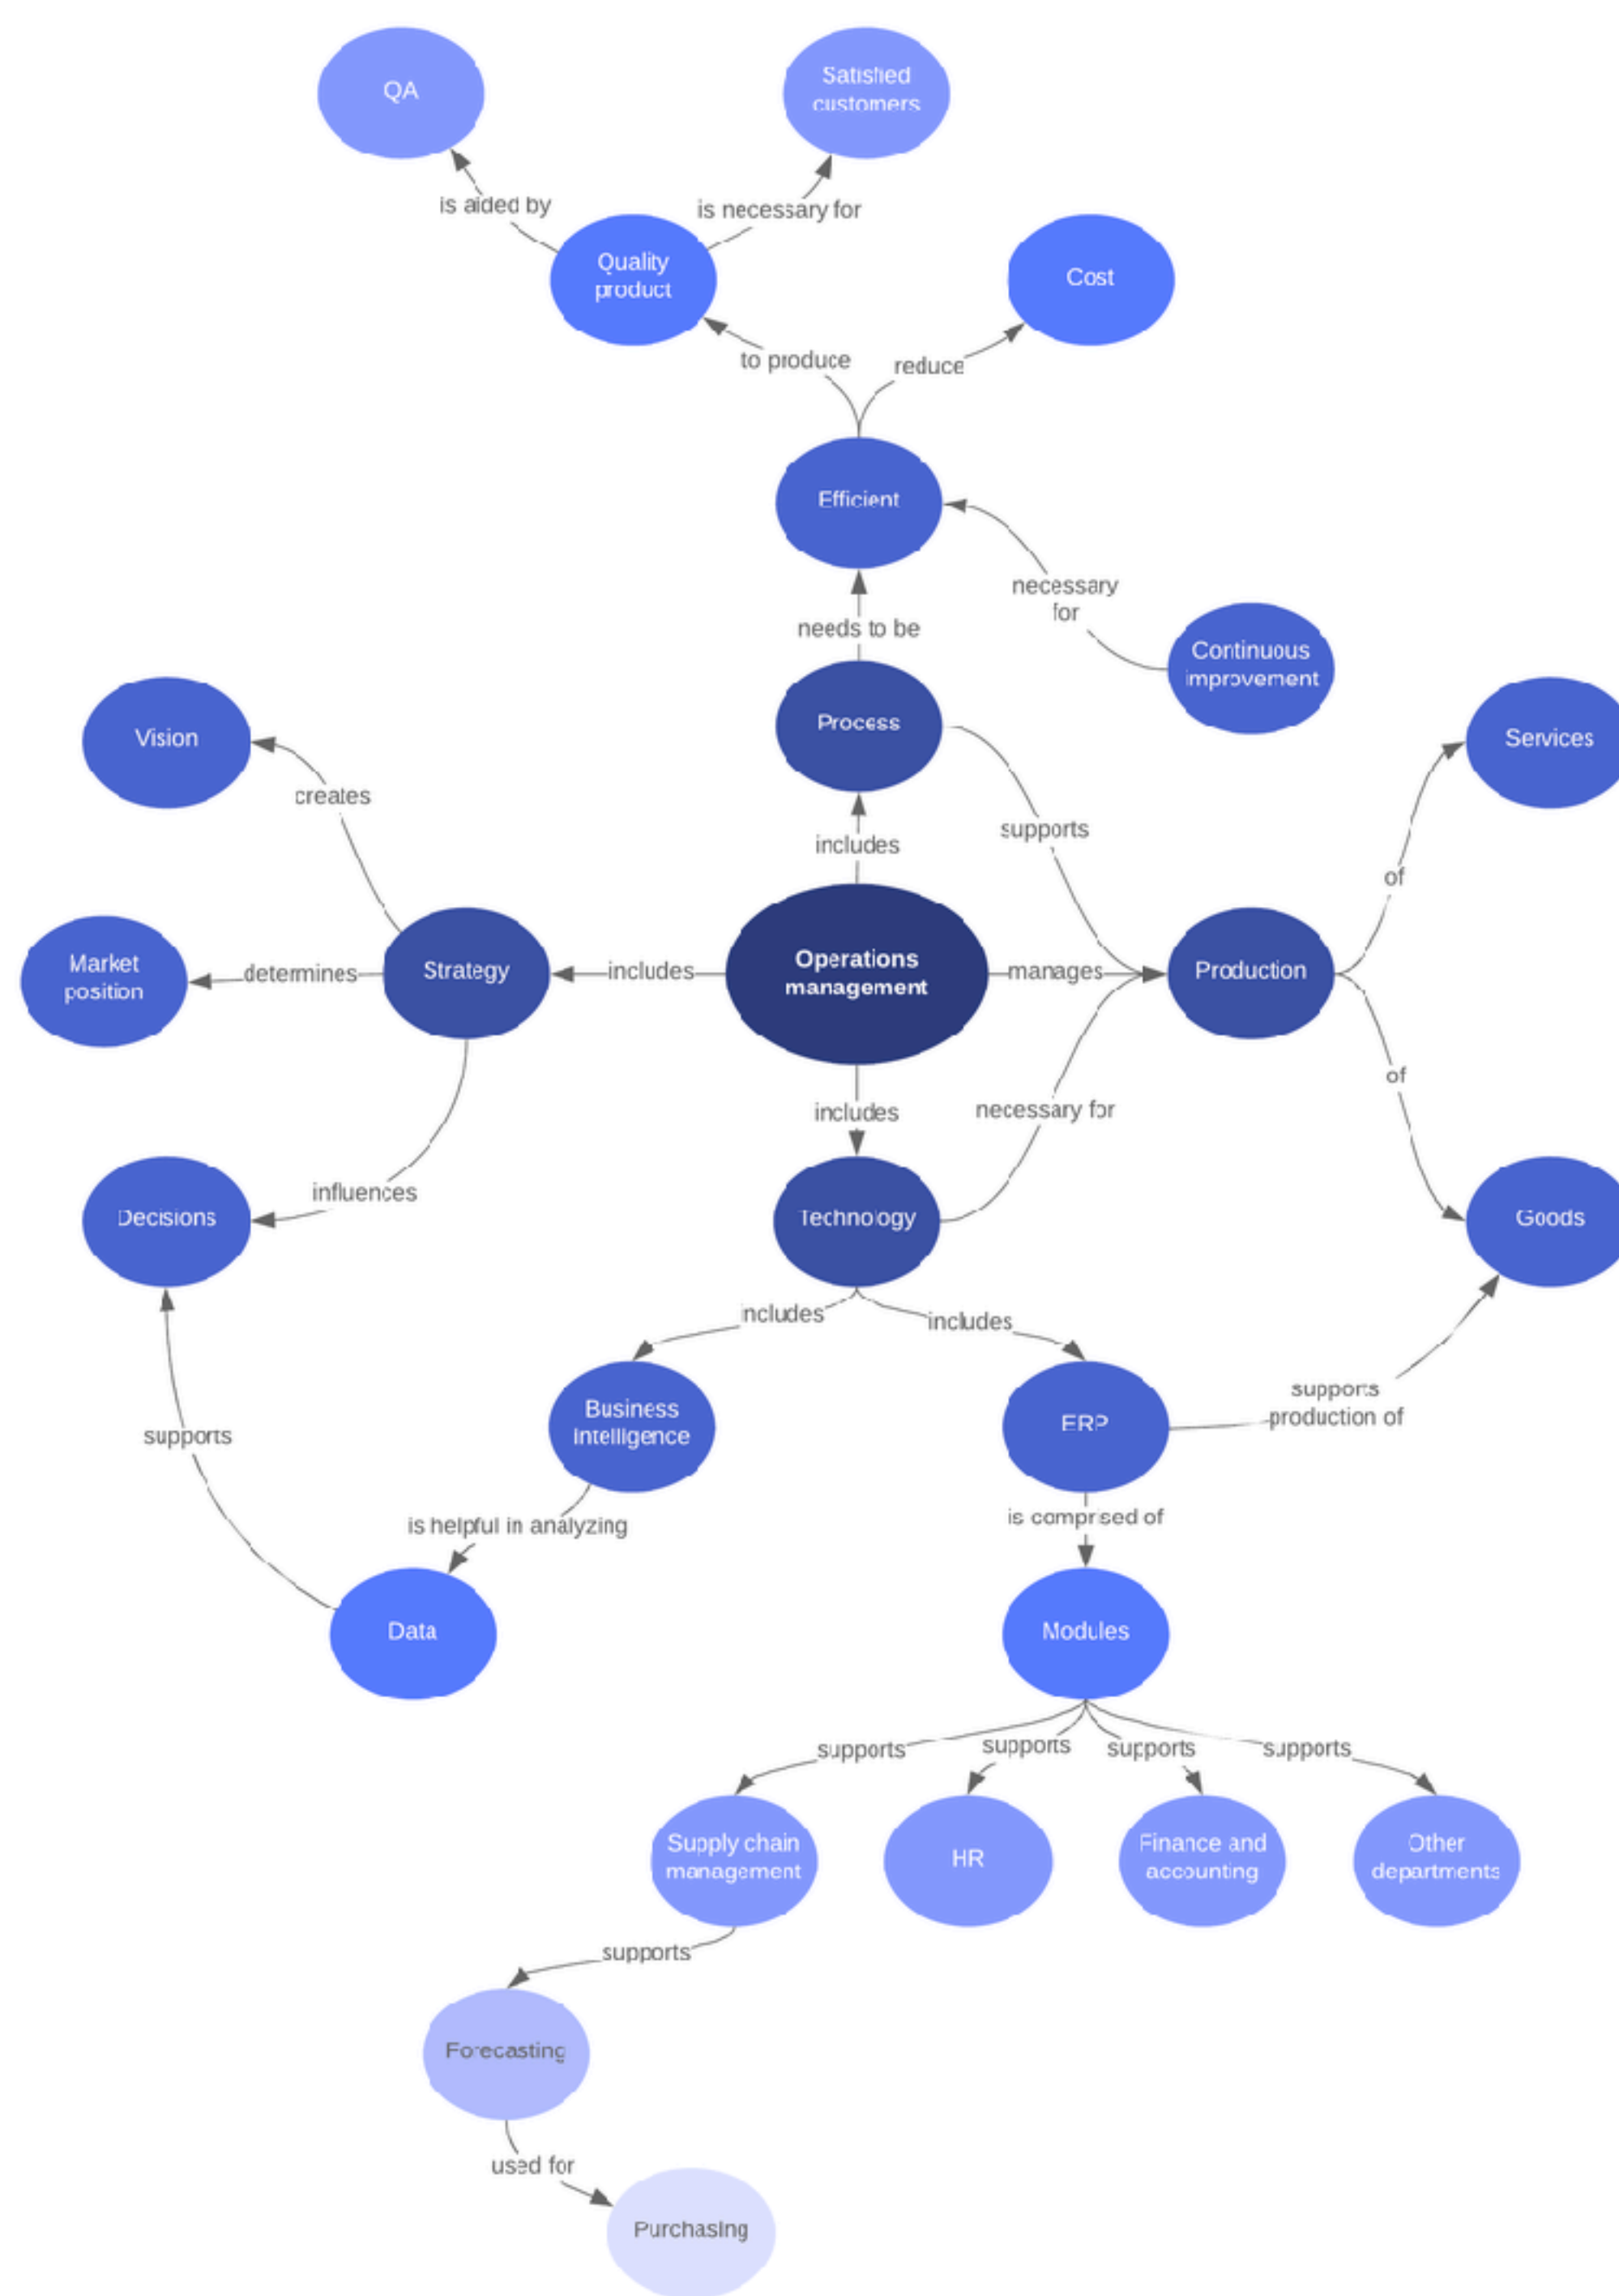 QA
Satisfied
customers
is aided by
is necessary for
Quality
product
Cost
to produce
reduce
Efficient
necessary
for
needs to be
Continuous
improvement
Process
Vision
Services
creates
supports
includes
of
Operations
management
Market
position
determines
Strategy
includes
manages
Production
of
includes
necessary for
influences
Decisions
Technology
Goods
includes
includes
supports
production of
Business
intelligence
ERP
supports
is helpful in analyzing
is comprised of
Data
Modules
supports
supports
supports
supports
Supply chain
management
HR
Finance and
accounting
Other
departments
supports
Forecasting
used for
Purchasing